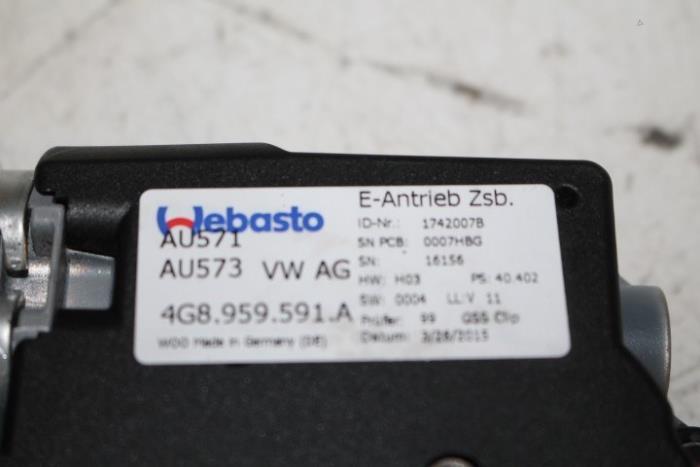 Webasto
AU571
AU573 VW AG
4G8.959.591.A
WDD Made in Germany (DE)
E-Antrieb Zsb.
ID-Nr.: 1742007B
SN PCB: 0007HBG
SN: 16156
HW: H03 PS: 40.402
SW: 0004 LL:V 11
Prüfer: 99 QSS Clip
Datum: 3/26/2015